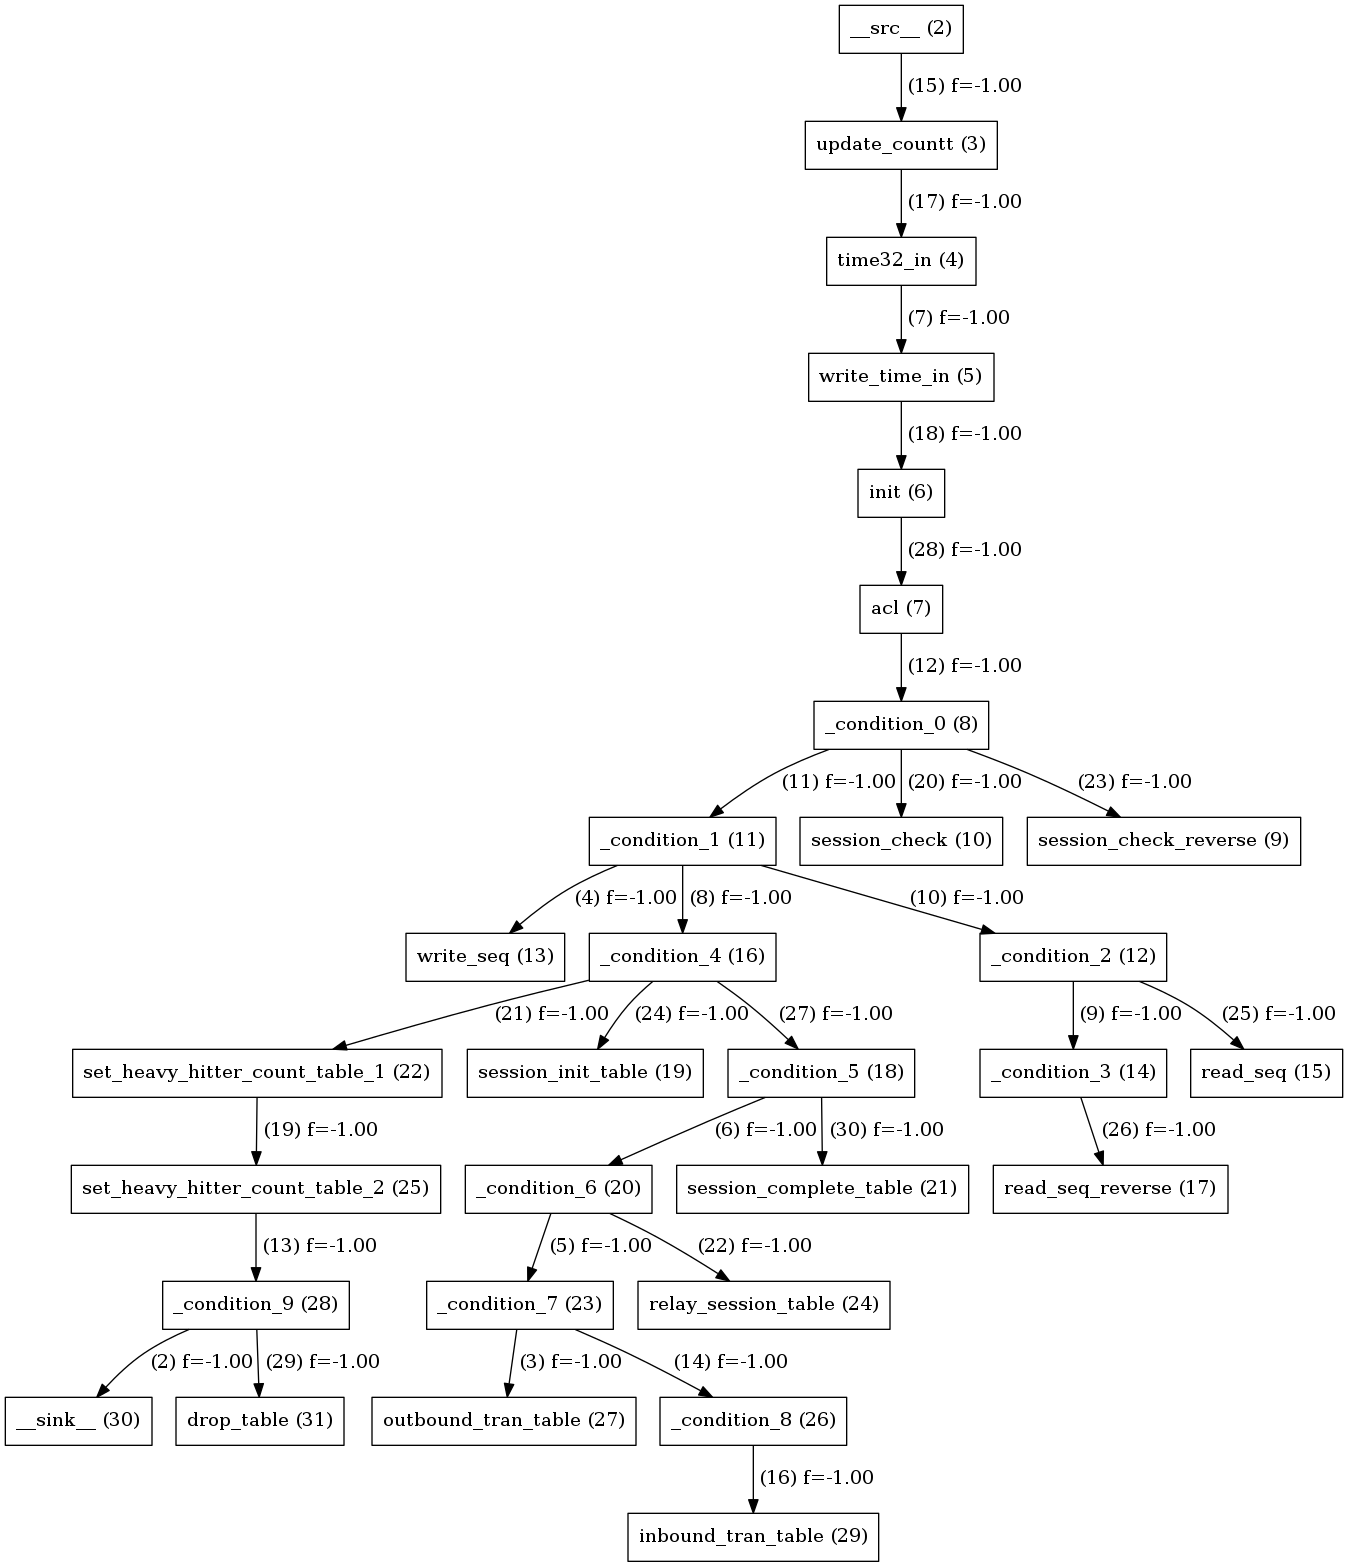 __src__ (2)
(15) f=-1.00
update_countt (3)
(17) f=-1.00
time32_in (4)
(7) f=-1.00
write_time_in (5)
(18) f=-1.00
init (6)
(28) f=-1.00
acl (7)
(12) f=-1.00
_condition_0 (8)
(11) f=-1.00
(20) f=-1.00
(23) f=-1.00
_condition_1 (11)
session_check (10)
session_check_reverse (9)
(4) f=-1.00
(8) f=-1.00
(10) f=-1.00
write_seq (13)
_condition_4 (16)
_condition_2 (12)
(21) f=-1.00
(24) f=-1.00
(27) f=-1.00
(9) f=-1.00
(25) f=-1.00
set_heavy_hitter_count_table_1 (22)
session_init_table (19)
_condition_5 (18)
_condition_3 (14)
read_seq (15)
(19) f=-1.00
(6) f=-1.00
(30) f=-1.00
(26) f=-1.00
set_heavy_hitter_count_table_2 (25)
_condition_6 (20)
session_complete_table (21)
read_seq_reverse (17)
(13) f=-1.00
(5) f=-1.00
(22) f=-1.00
_condition_9 (28)
_condition_7 (23)
relay_session_table (24)
(2) f=-1.00
(29) f=-1.00
(3) f=-1.00
(14) f=-1.00
__sink__ (30)
drop_table (31)
outbound_tran_table (27)
_condition_8 (26)
(16) f=-1.00
inbound_tran_table (29)